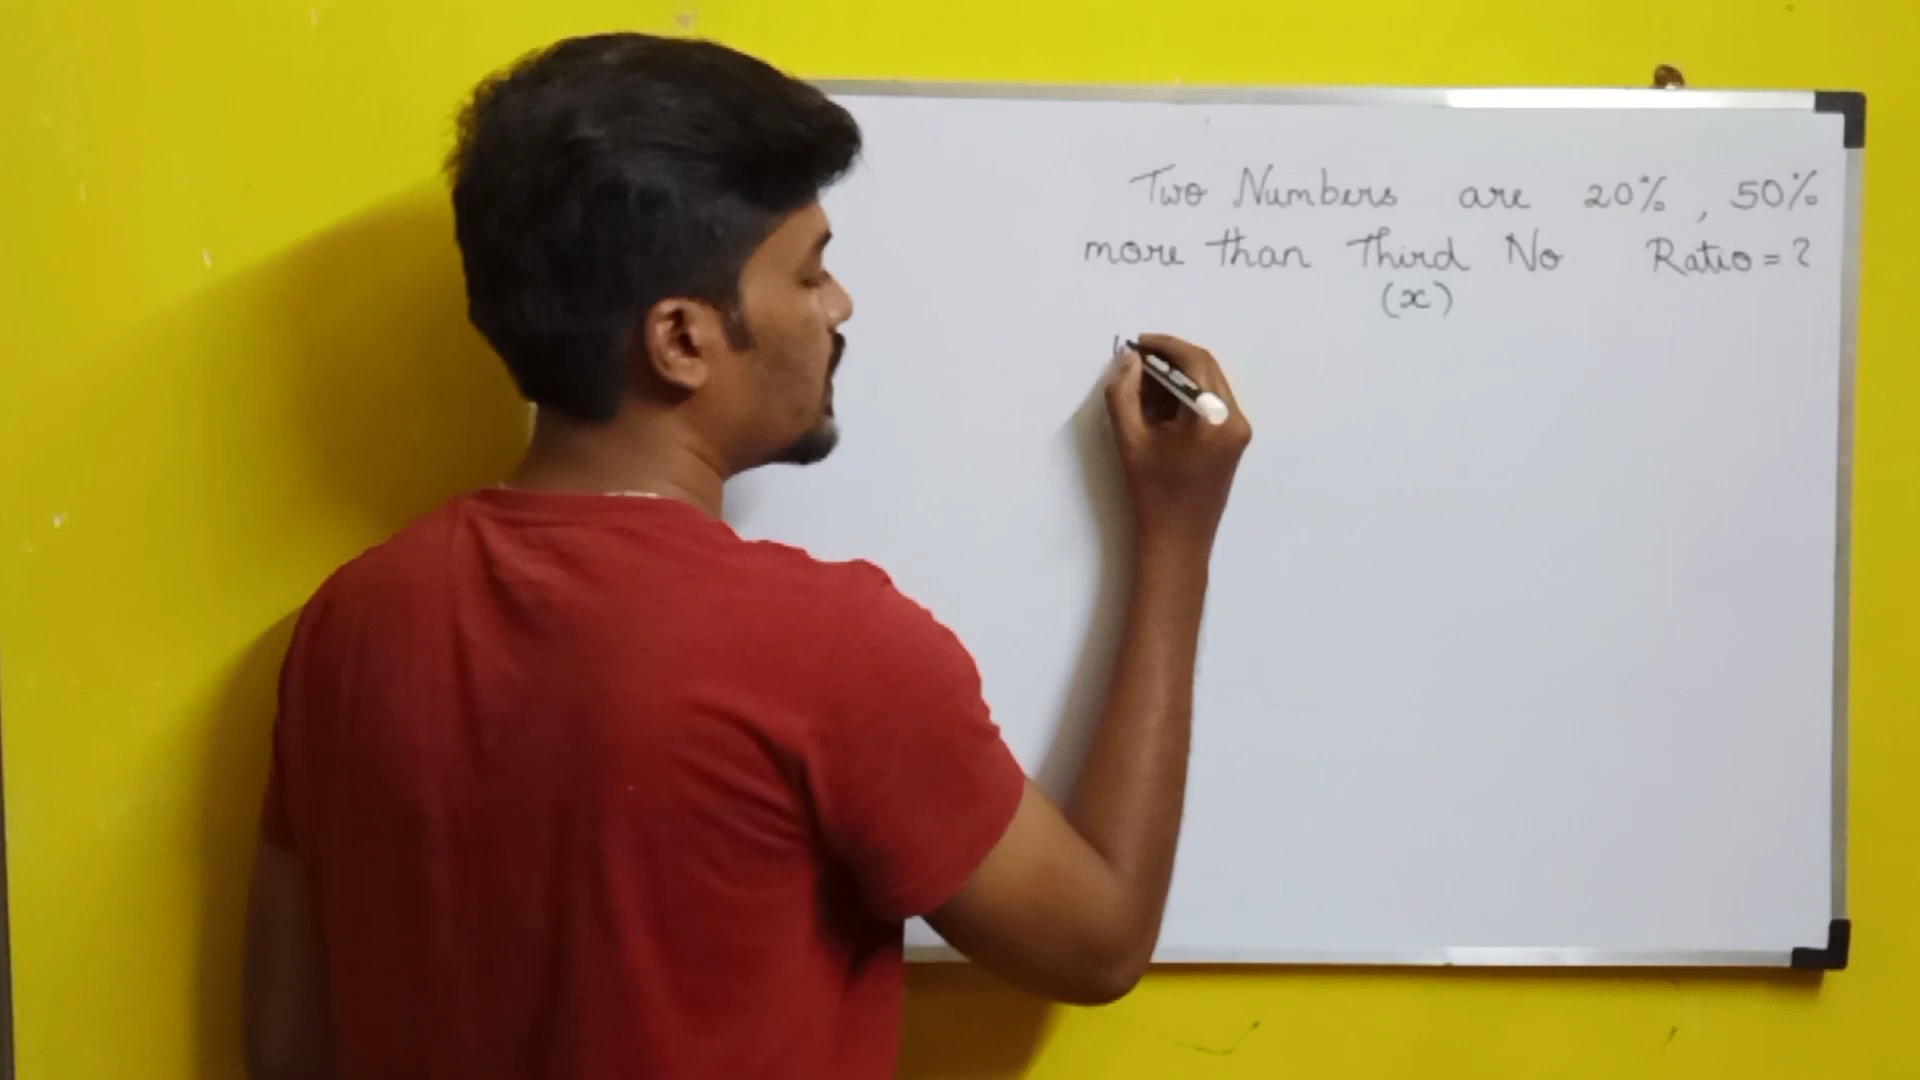 Two Numbers are 20%, 50%
more than Third No Ratio = ?
(x)